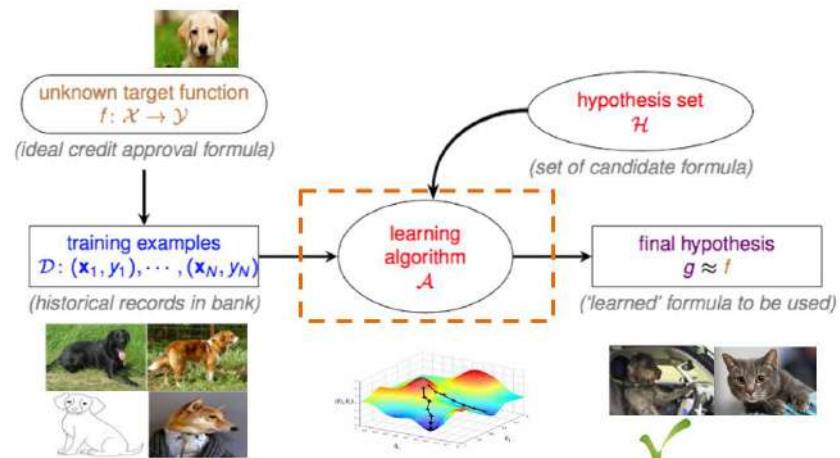 unknown target function
f: 𝒳 → 𝒴
(ideal credit approval formula)
hypothesis set
ℋ
(set of candidate formula)
training examples
𝒟: (x₁, y₁), ⋯ , (x_N, y_N)
(historical records in bank)
learning
algorithm
𝒜
final hypothesis
g ≈ f
('learned' formula to be used)